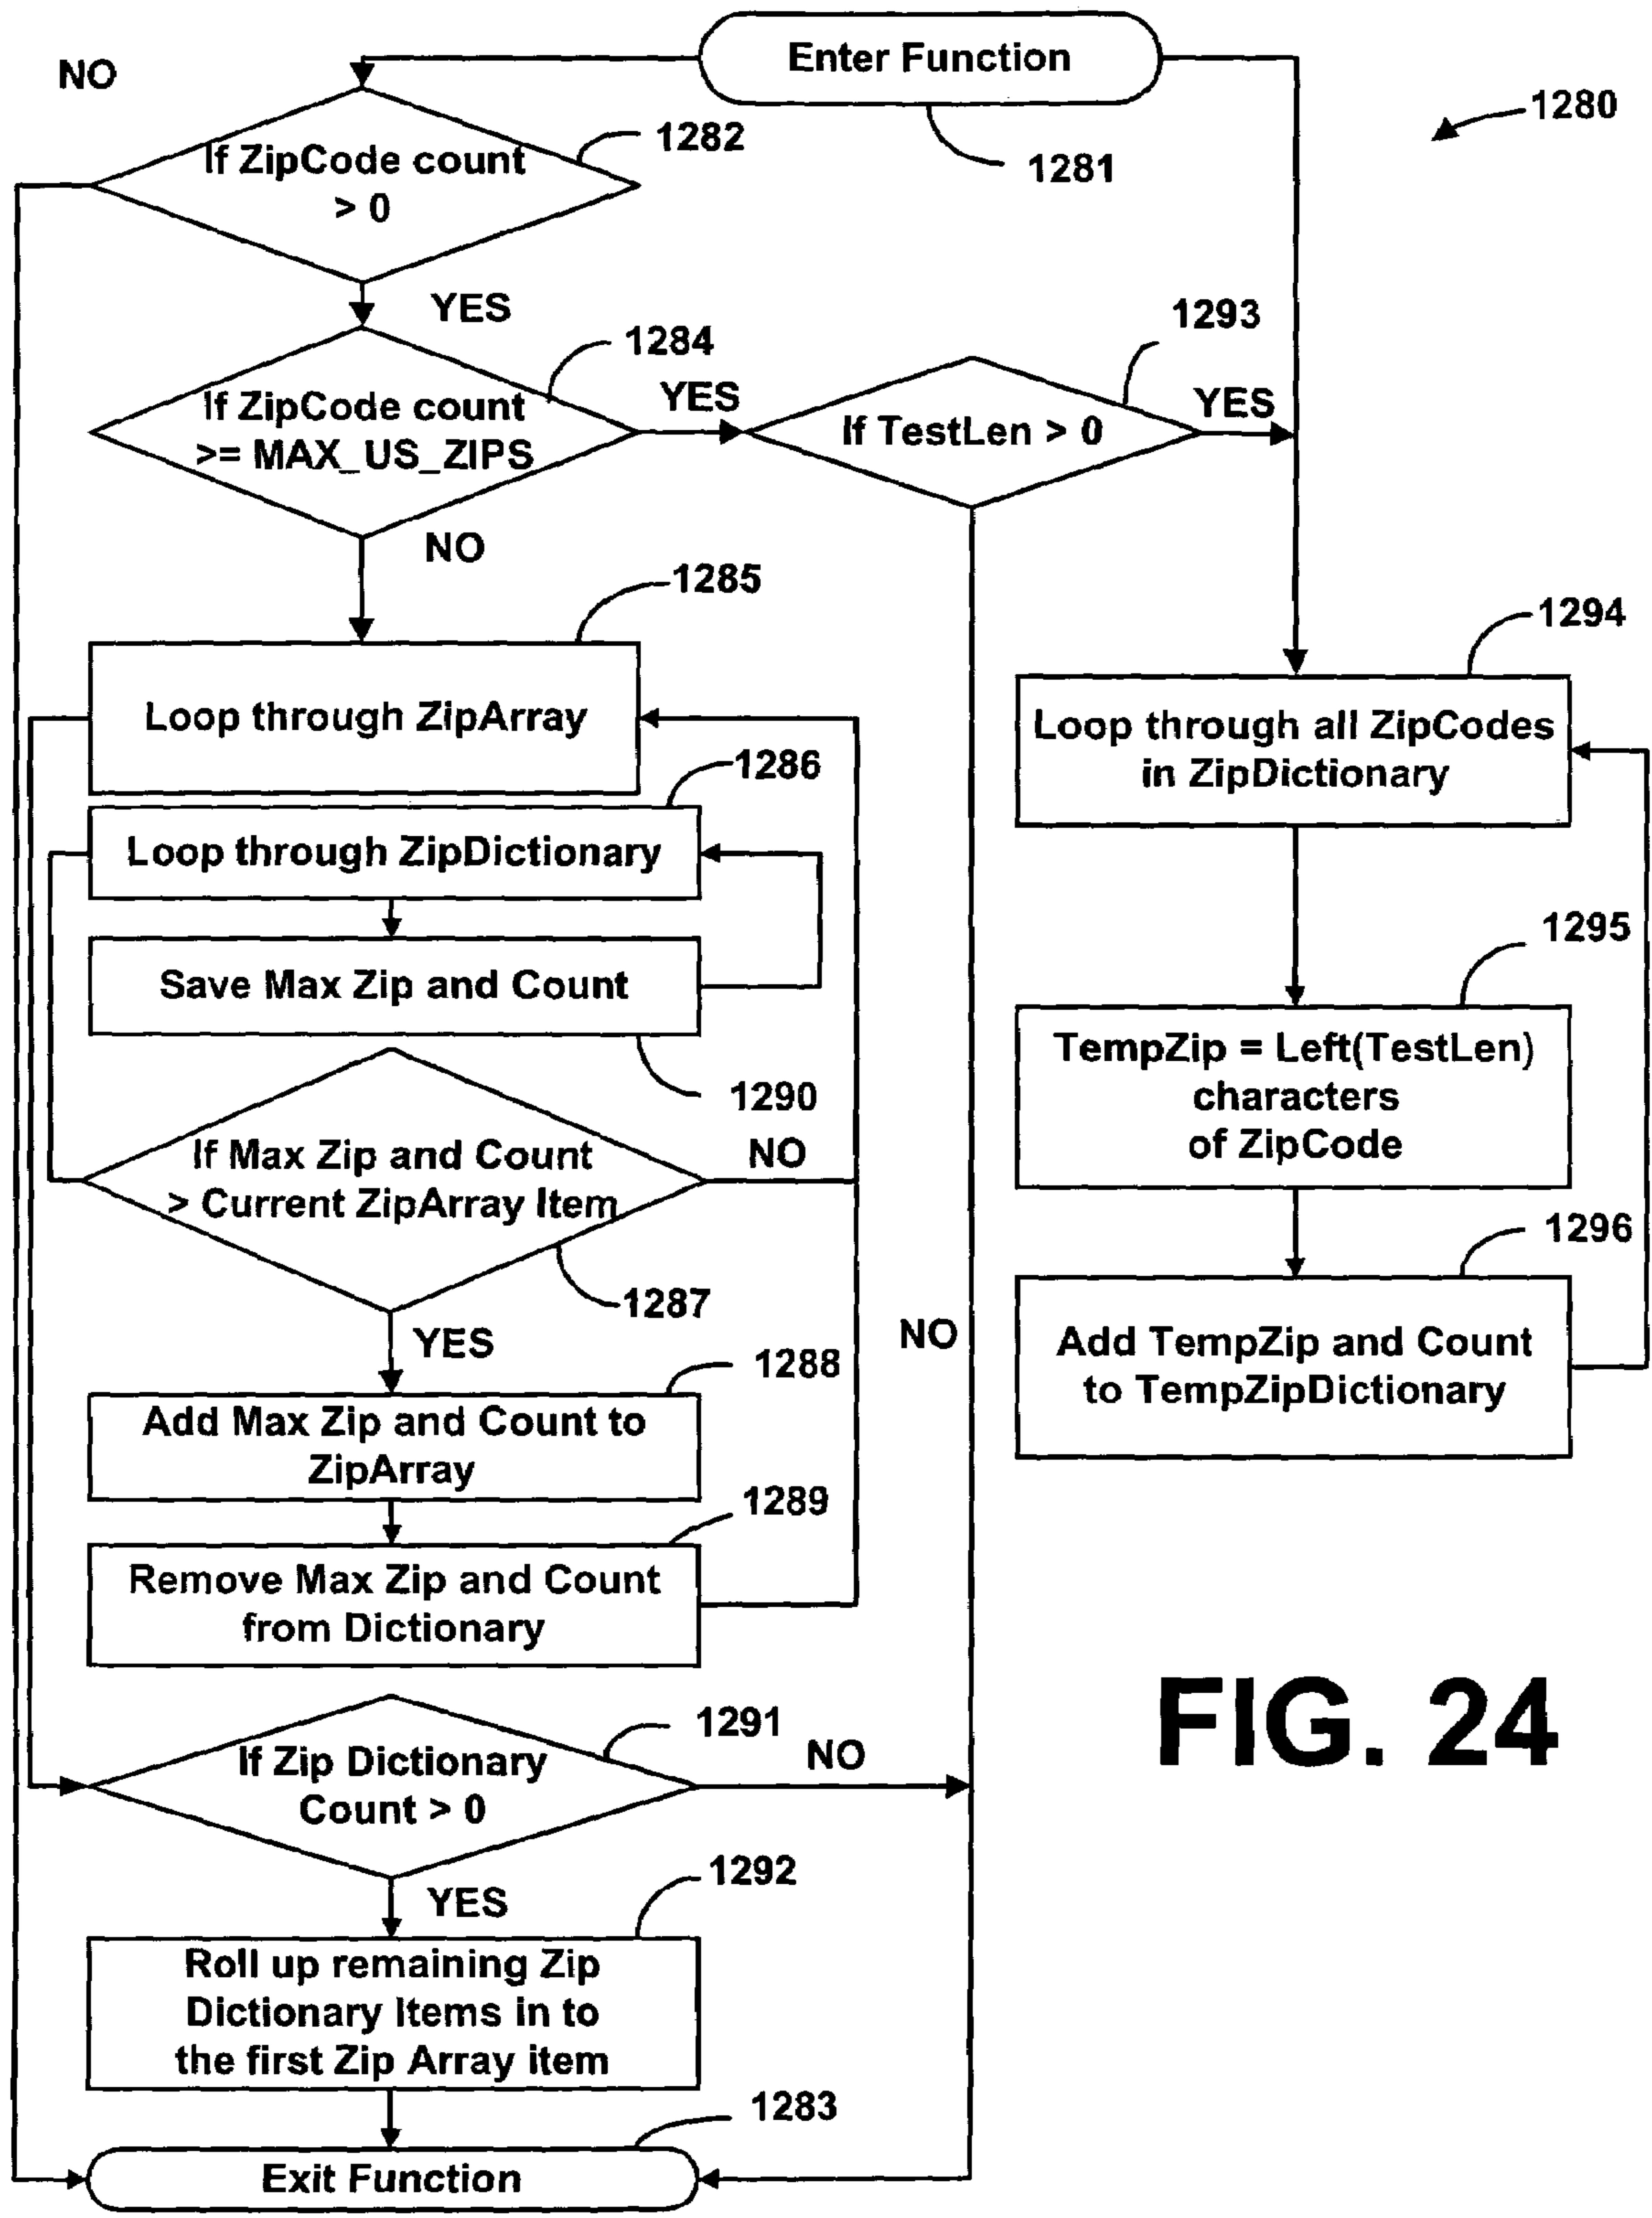 Enter Function
NO
1280
1282
1281
If ZipCode count
> 0
YES
1293
1284
If ZipCode count
>= MAX_US_ZIPS
YES
If TestLen > 0
YES
NO
1285
1294
Loop through ZipArray
Loop through all ZipCodes
in ZipDictionary
1286
Loop through ZipDictionary
1295
Save Max Zip and Count
TempZip = Left(TestLen)
characters
of ZipCode
1290
If Max Zip and Count
> Current ZipArray Item
NO
1296
1287
YES
NO
Add TempZip and Count
to TempZipDictionary
1288
Add Max Zip and Count to
ZipArray
1289
Remove Max Zip and Count
from Dictionary
FIG. 24
1291
If Zip Dictionary
Count > 0
NO
1292
YES
Roll up remaining Zip
Dictionary Items in to
the first Zip Array item
1283
Exit Function